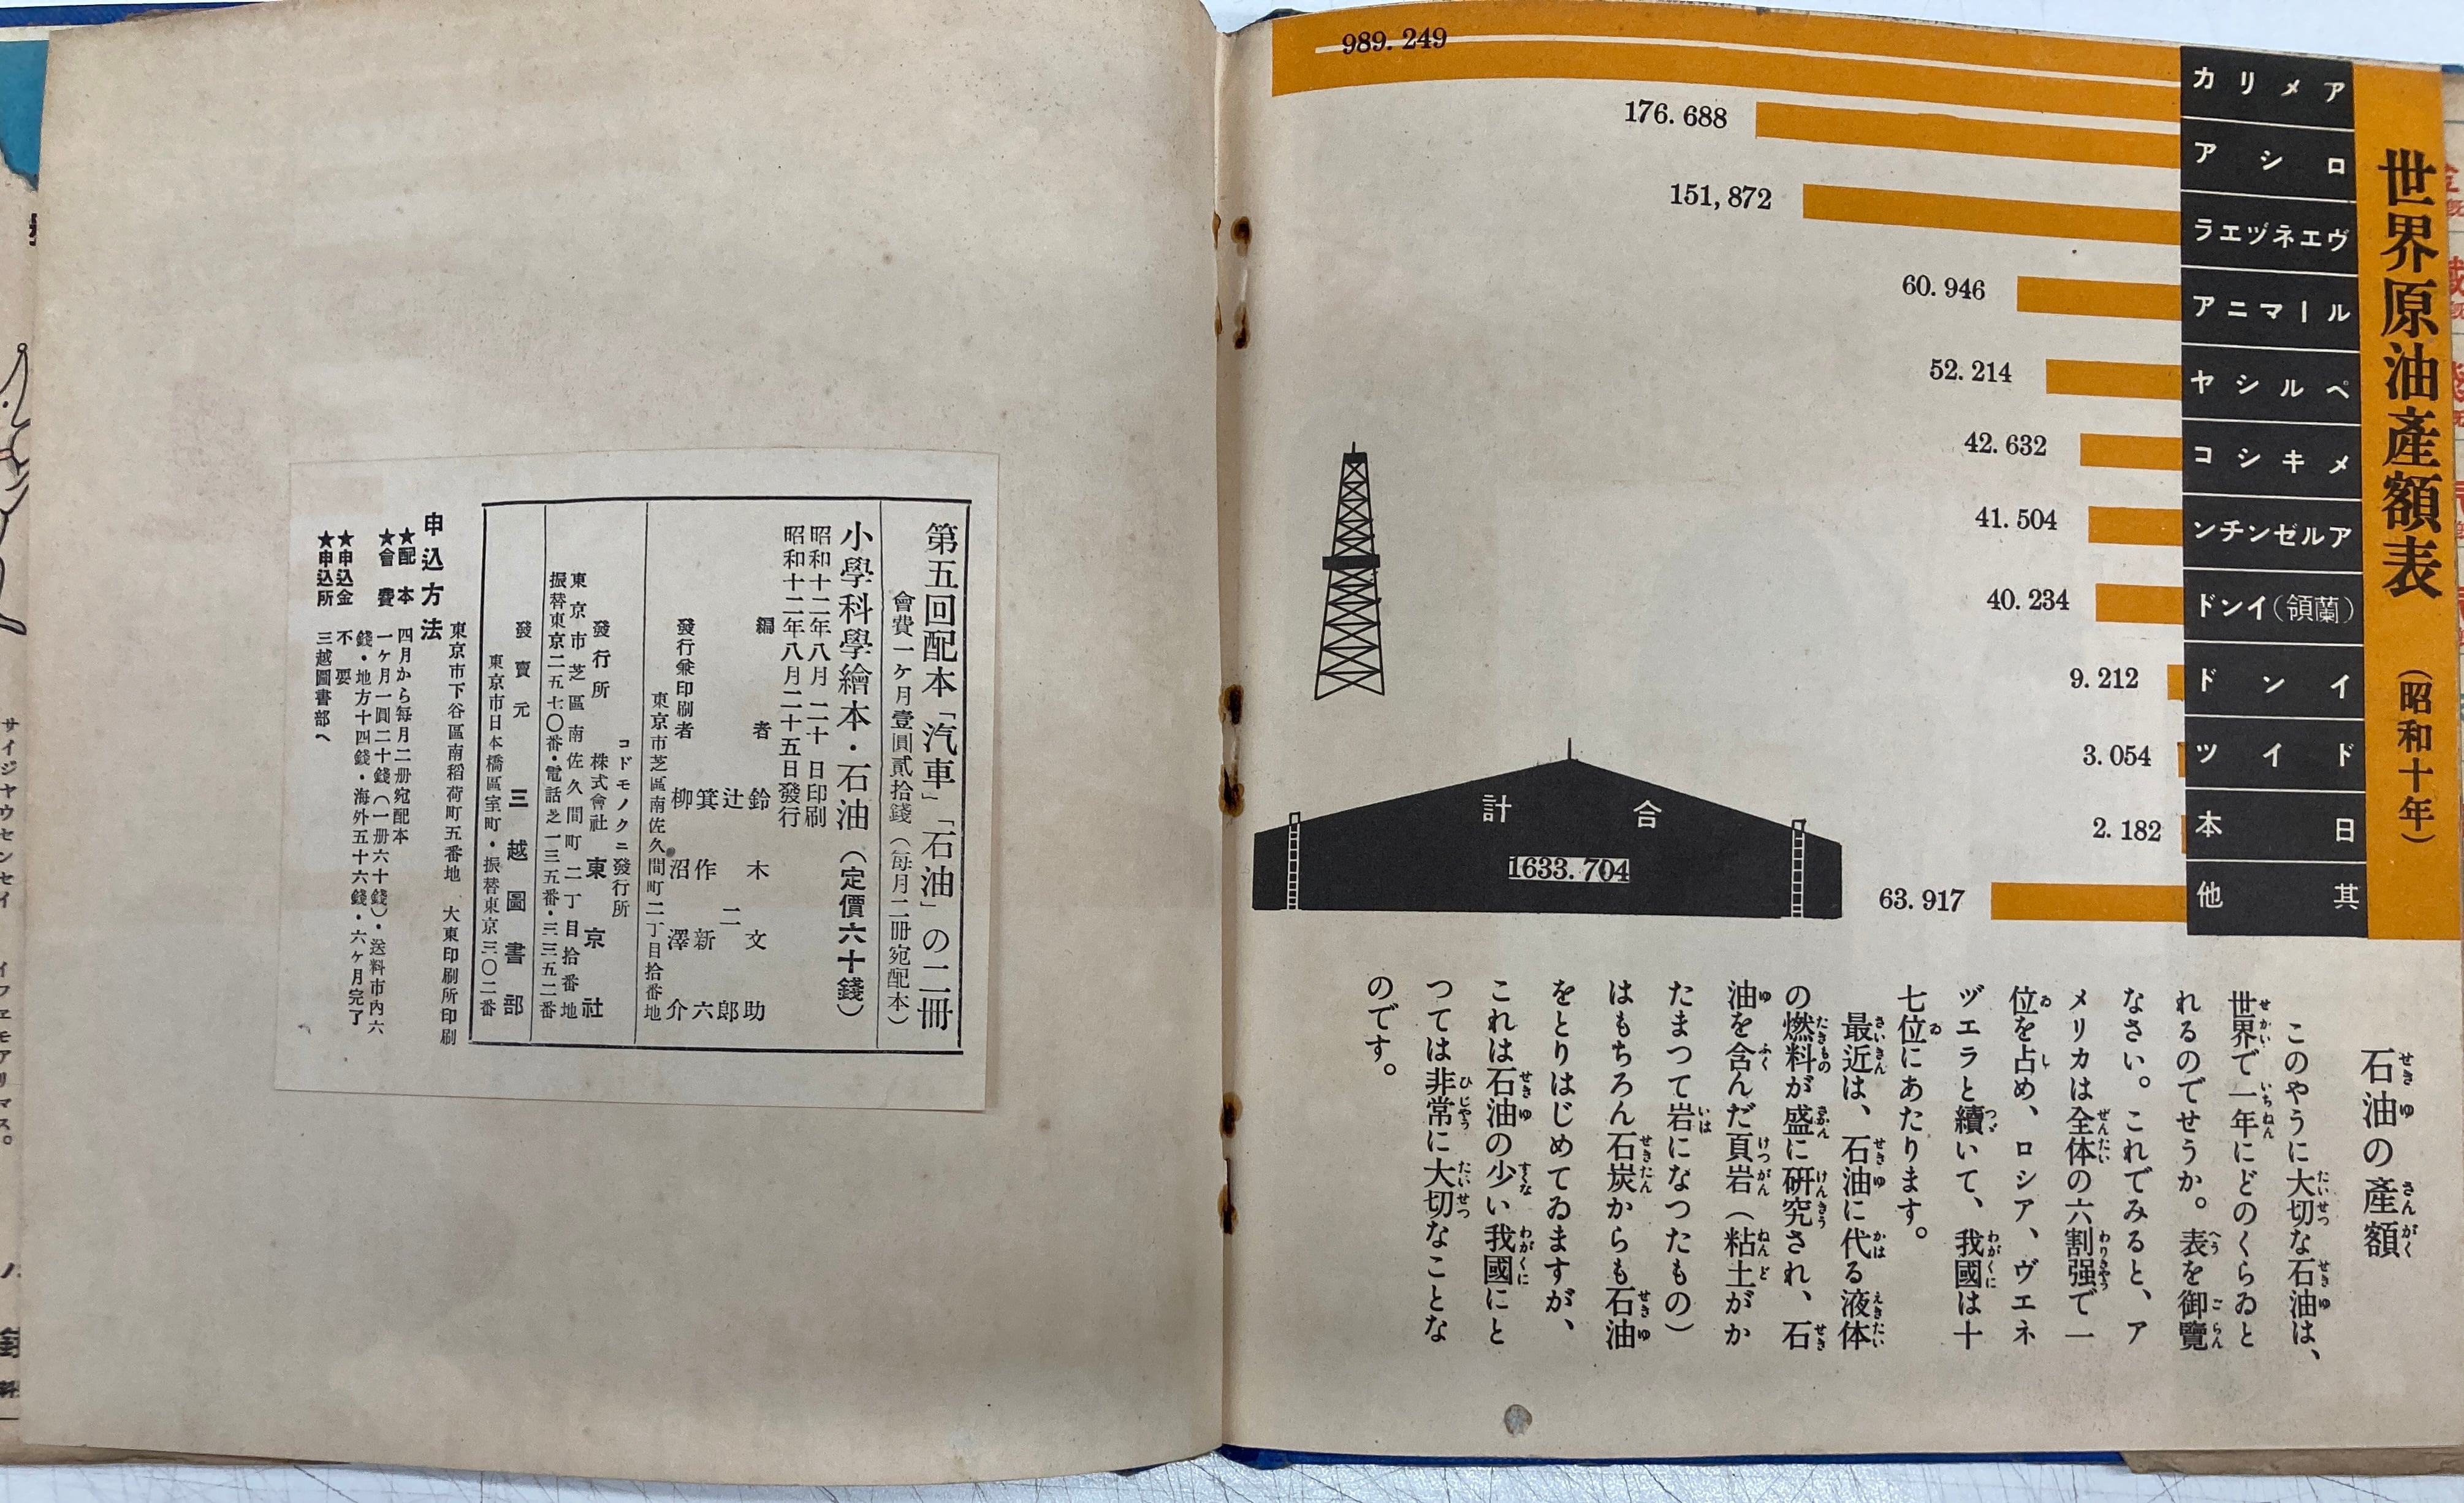 世界原油產額表（昭和十年）
アメリカ
989.249
ロシア
176.688
ヴエネヅエラ
151,872
ルーマニア
60.946
ペルシヤ
52.214
メキシコ
42.632
アルゼンチン
41.504
（蘭領）インド
40.234
インド
9.212
ドイツ
3.054
日本
2.182
其他
63.917
合計
1633.704
石油の產額
このやうに大切な石油は、
世界で一年にどのくらゐと
れるのでせうか。表を御覽
なさい。これでみると、ア
メリカは全体の六割强で一
位を占め、ロシア、ヴエネ
ヅエラと續いて、我國は十
七位にあたります。
最近は、石油に代る液体
の燃料が盛に研究され、石
油を含んだ頁岩（粘土がか
たまつて岩になつたもの）
はもちろん石炭からも石油
をとりはじめてゐますが、
これは石油の少い我國にと
つては非常に大切なことな
のです。
第五回配本「汽車」「石油」の二冊
會費一ヶ月壹圓貳拾錢（每月二冊宛配本）
小學科學繪本・石油（定價六十錢）
昭和十二年八月二十日印刷
昭和十二年八月二十五日發行
編者 鈴木文助
辻二郎
箕作新六
發行兼印刷者 柳沼澤介
東京市芝區南佐久間町二丁目拾番地
コドモノクニ發行所
發行所 株式會社 東京社
東京市芝區南佐久間町二丁目拾番地
振替東京二五七〇番・電話芝一三五番・三三五二番
發賣元 三越圖書部
東京市日本橋區室町・振替東京三〇二番
東京市下谷區南稻荷町五番地 大東印刷所印刷
申込方法
★配本 四月から每月二册宛配本
★會費 一ヶ月一圓二十錢（一册六十錢）・送料市內六
錢・地方十四錢・海外五十六錢・六ヶ月完了
★申込金 不要
★申込所 三越圖書部へ
サイジヤウセンセイ